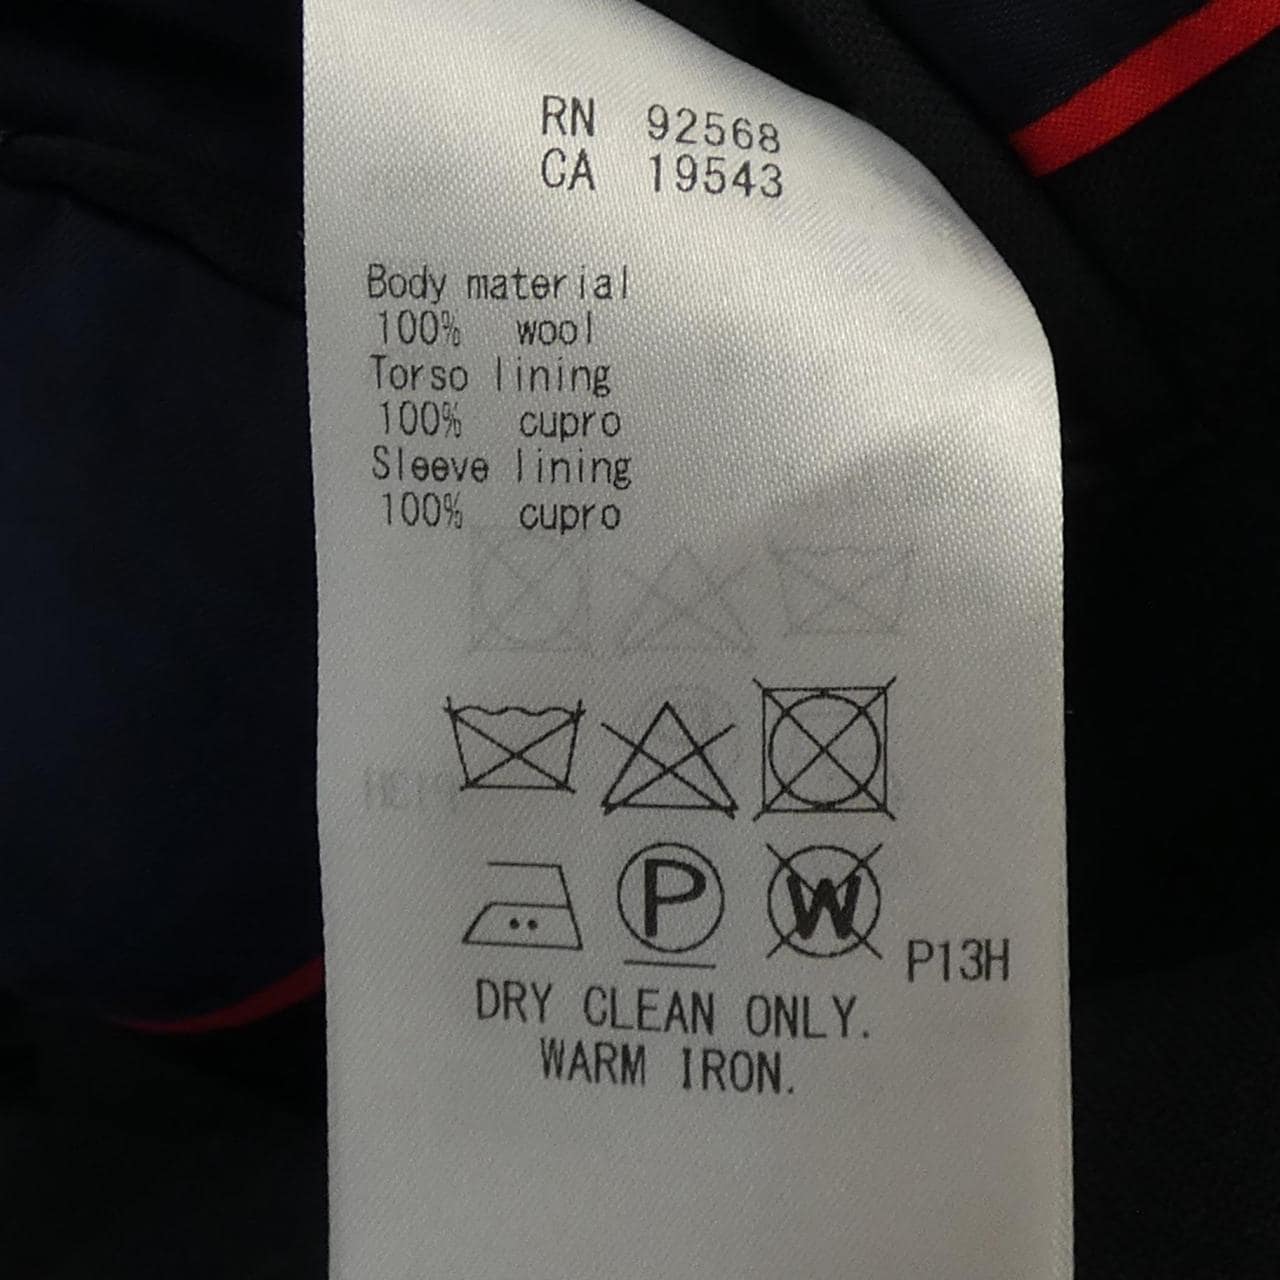 RN 92568
CA 19543
Body material
100% wool
Torso lining
100% cupro
Sleeve lining
100% cupro
P W P13H
DRY CLEAN ONLY.
WARM IRON.